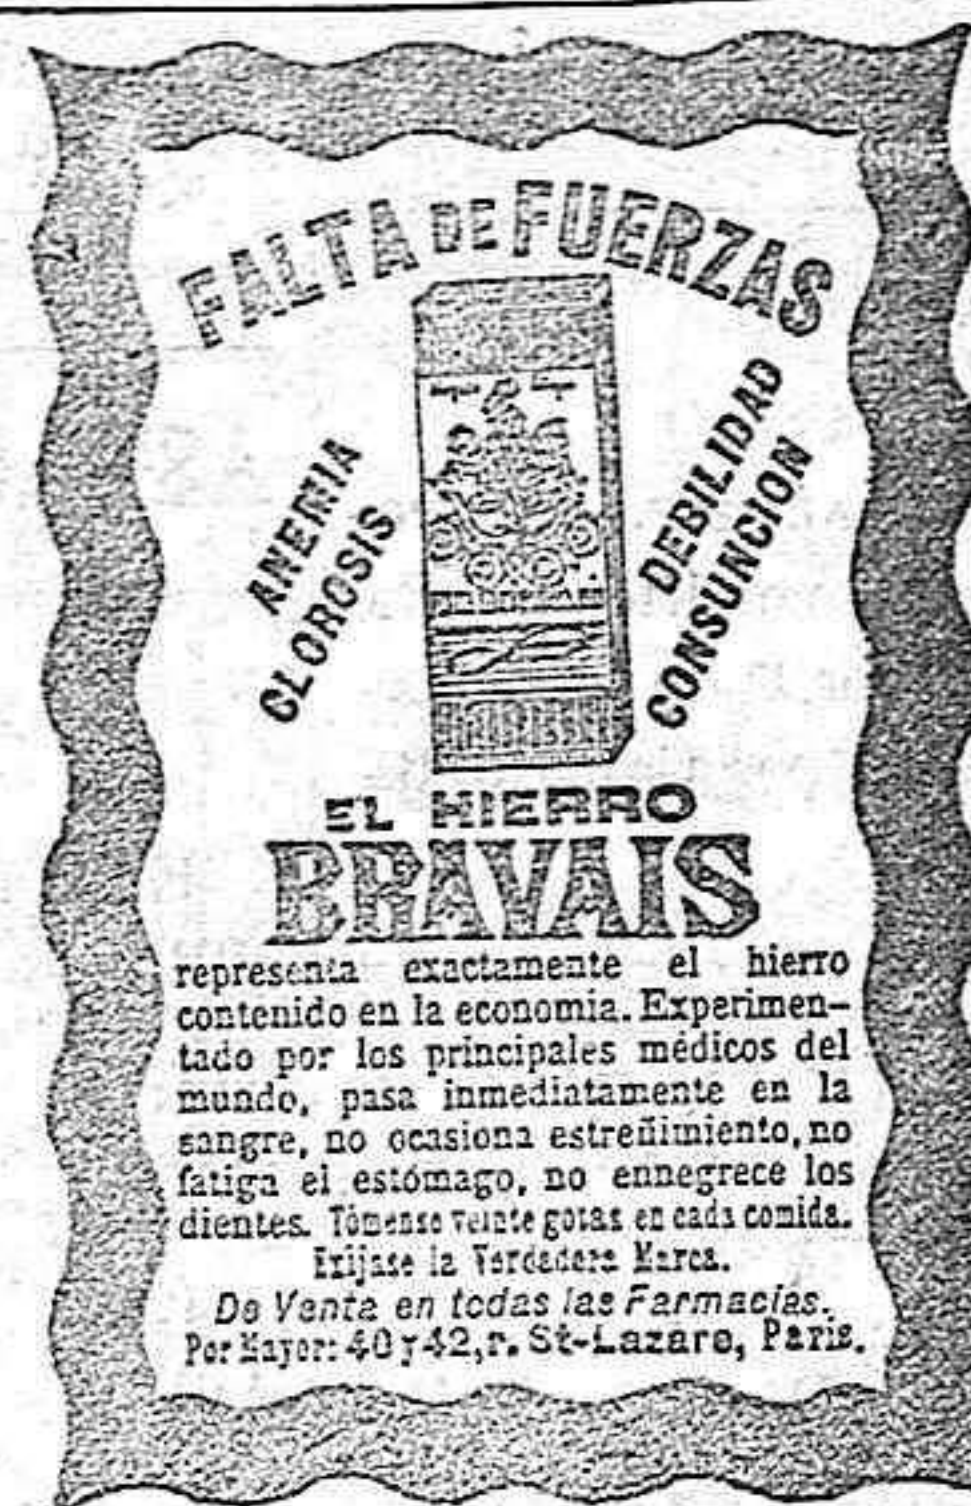 FALTA DE FUERZAS
ANEMIA
CLOROSIS
DEBILIDAD
CONSUNCION
EL HIERRO
BRAVAIS
representa exactamente el hierro
contenido en la economía. Experimen-
tado por los principales médicos del
mundo, pasa inmediatamente en la
sangre, no ocasiona estreñimiento, no
fatiga el estómago, no ennegrece los
dientes. Tómense veinte gotas en cada comida.
Exíjase la Verdadera Marca.
De Venta en todas las Farmacias.
Por Mayor: 40 y 42, r. St-Lazare, Paris.